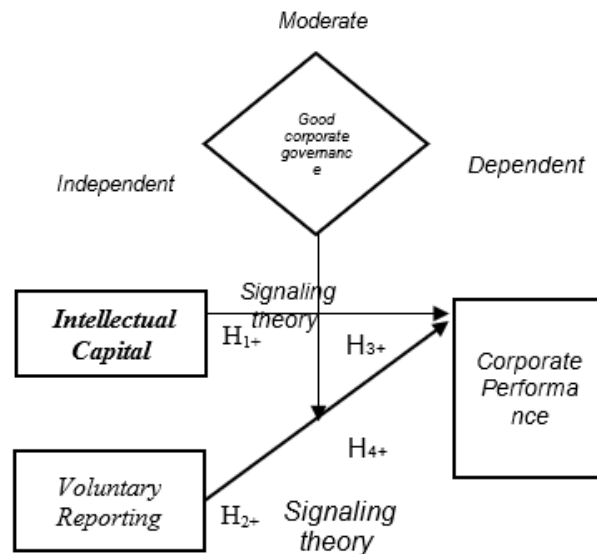 Moderate
Good
corporate
governanc
e
Independent
Dependent
Signaling
theory
Intellectual
Capital
H1+
H3+
Corporate
Performa
nce
H4+
Voluntary
Reporting
H2+
Signaling
theory